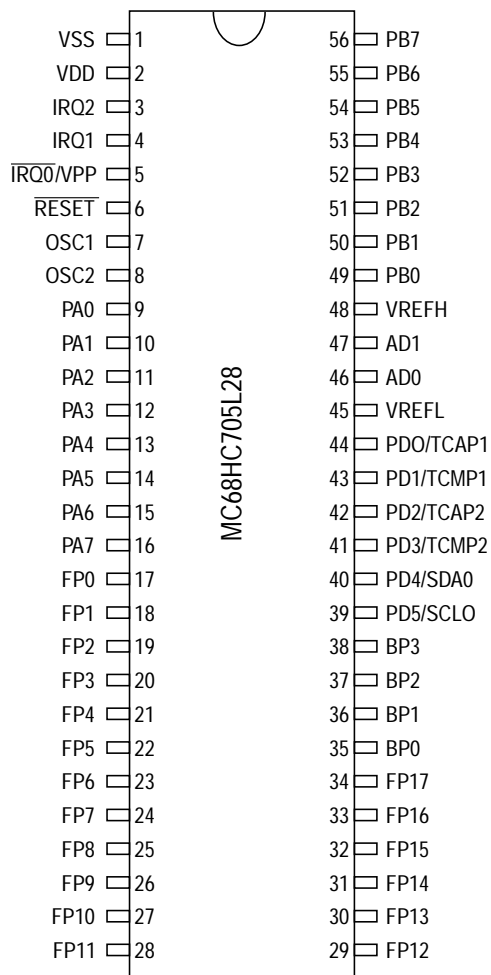 VSS 1 56 PB7
VDD 2 55 PB6
IRQ2 3 54 PB5
IRQ1 4 53 PB4
IRQ0/VPP 5 52 PB3
RESET 6 51 PB2
OSC1 7 50 PB1
OSC2 8 49 PB0
PA0 9 48 VREFH
PA1 10 47 AD1
PA2 11 46 AD0
PA3 12 45 VREFL
PA4 13 44 PDO/TCAP1
PA5 14 43 PD1/TCMP1
PA6 15 42 PD2/TCAP2
PA7 16 41 PD3/TCMP2
FP0 17 40 PD4/SDA0
FP1 18 39 PD5/SCLO
FP2 19 38 BP3
FP3 20 37 BP2
FP4 21 36 BP1
FP5 22 35 BP0
FP6 23 34 FP17
FP7 24 33 FP16
FP8 25 32 FP15
FP9 26 31 FP14
FP10 27 30 FP13
FP11 28 29 FP12
MC68HC705L28